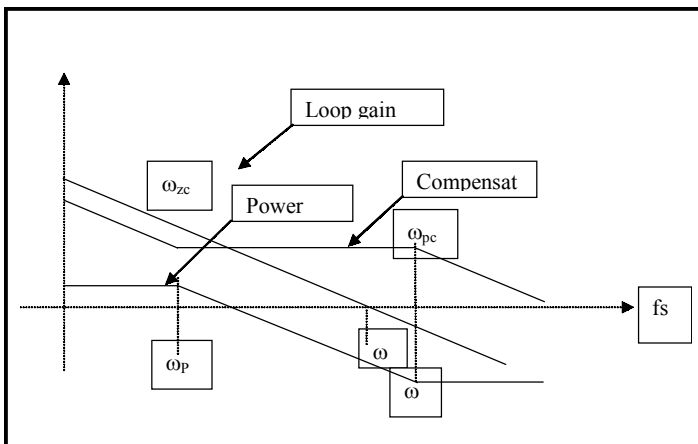 Loop gain
ωzc
Compensat
Power
ωpc
fs
ω
ωP
ω